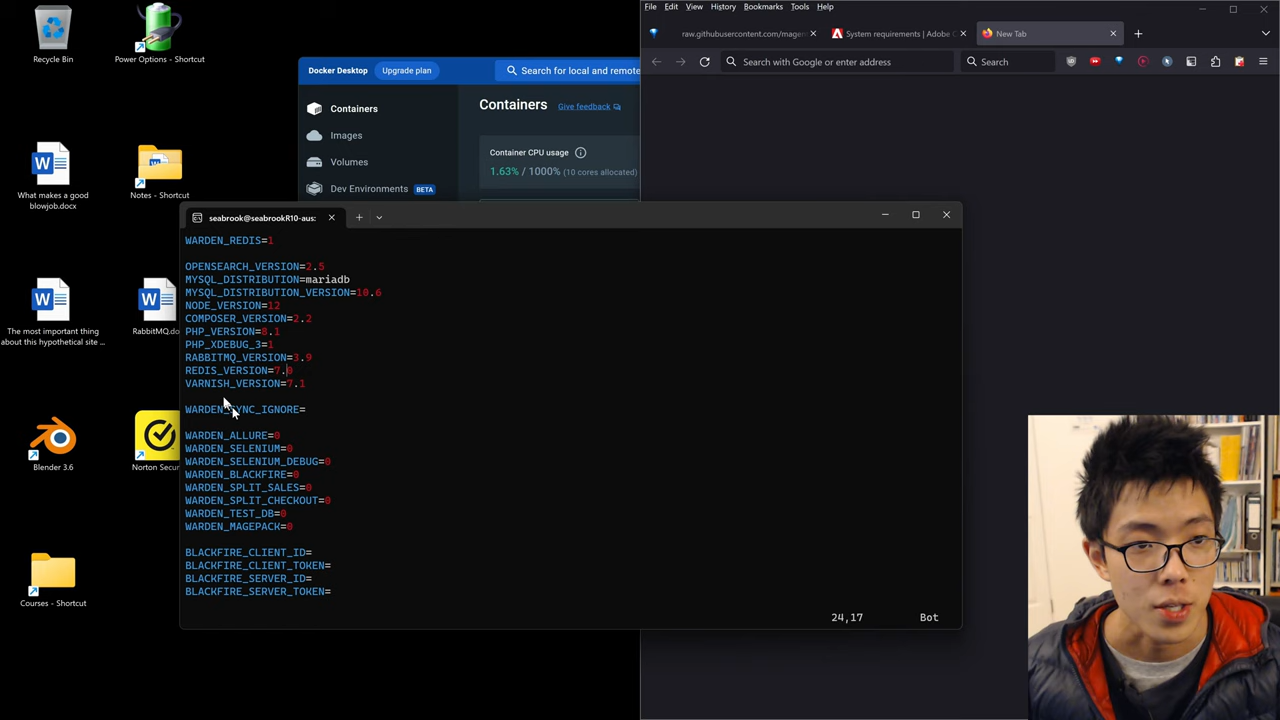 Recycle Bin
Power Options - Shortcut
What makes a good
blowjob.docx
Notes - Shortcut
The most important thing
about this hypothetical site ...
RabbitMQ.do
Blender 3.6
Norton Secu
Courses - Shortcut
Docker Desktop
Upgrade plan
Search for local and remote
Containers
Images
Volumes
Dev Environments
BETA
Containers
Give feedback
Container CPU usage
1.63% / 1000% (10 cores allocated)
File Edit View History Bookmarks Tools Help
raw.githubusercontent.com/magen
System requirements | Adobe C
New Tab
Search with Google or enter address
Search
seabrook@seabrookR10-aus:
WARDEN_REDIS=1
OPENSEARCH_VERSION=2.5
MYSQL_DISTRIBUTION=mariadb
MYSQL_DISTRIBUTION_VERSION=10.6
NODE_VERSION=12
COMPOSER_VERSION=2.2
PHP_VERSION=8.1
PHP_XDEBUG_3=1
RABBITMQ_VERSION=3.9
REDIS_VERSION=7.0
VARNISH_VERSION=7.1
WARDEN_SYNC_IGNORE=
WARDEN_ALLURE=0
WARDEN_SELENIUM=0
WARDEN_SELENIUM_DEBUG=0
WARDEN_BLACKFIRE=0
WARDEN_SPLIT_SALES=0
WARDEN_SPLIT_CHECKOUT=0
WARDEN_TEST_DB=0
WARDEN_MAGEPACK=0
BLACKFIRE_CLIENT_ID=
BLACKFIRE_CLIENT_TOKEN=
BLACKFIRE_SERVER_ID=
BLACKFIRE_SERVER_TOKEN=
24,17 Bot